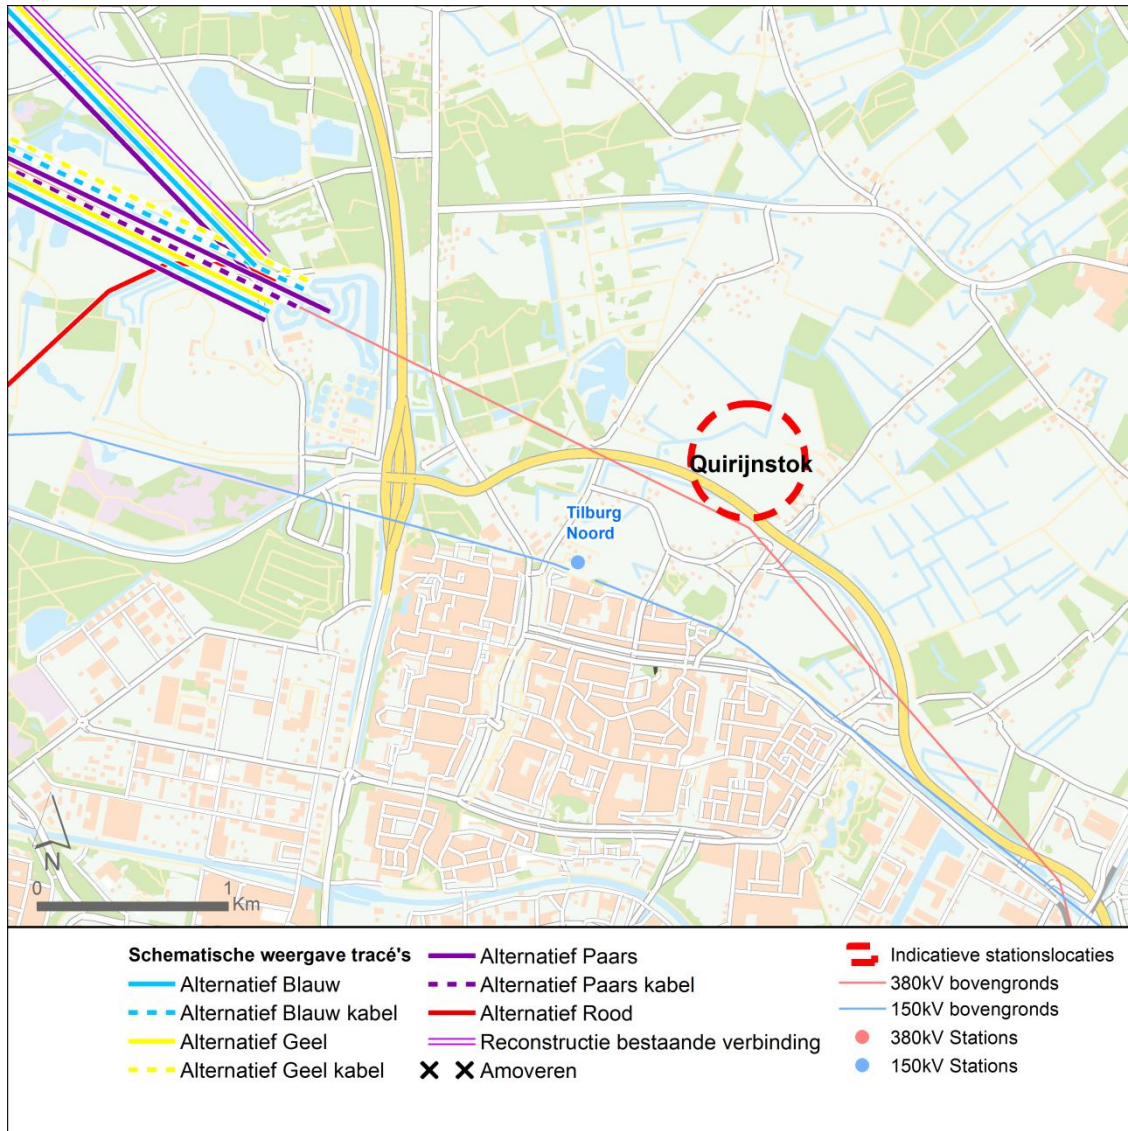 Quirijnstok
Tilburg
Noord
N
0 1
Km
Schematische weergave tracé's
Alternatief Blauw
Alternatief Blauw kabel
Alternatief Geel
Alternatief Geel kabel
Alternatief Paars
Alternatief Paars kabel
Alternatief Rood
Reconstructie bestaande verbinding
Amoveren
Indicatieve stationslocaties
380kV bovengronds
150kV bovengronds
380kV Stations
150kV Stations